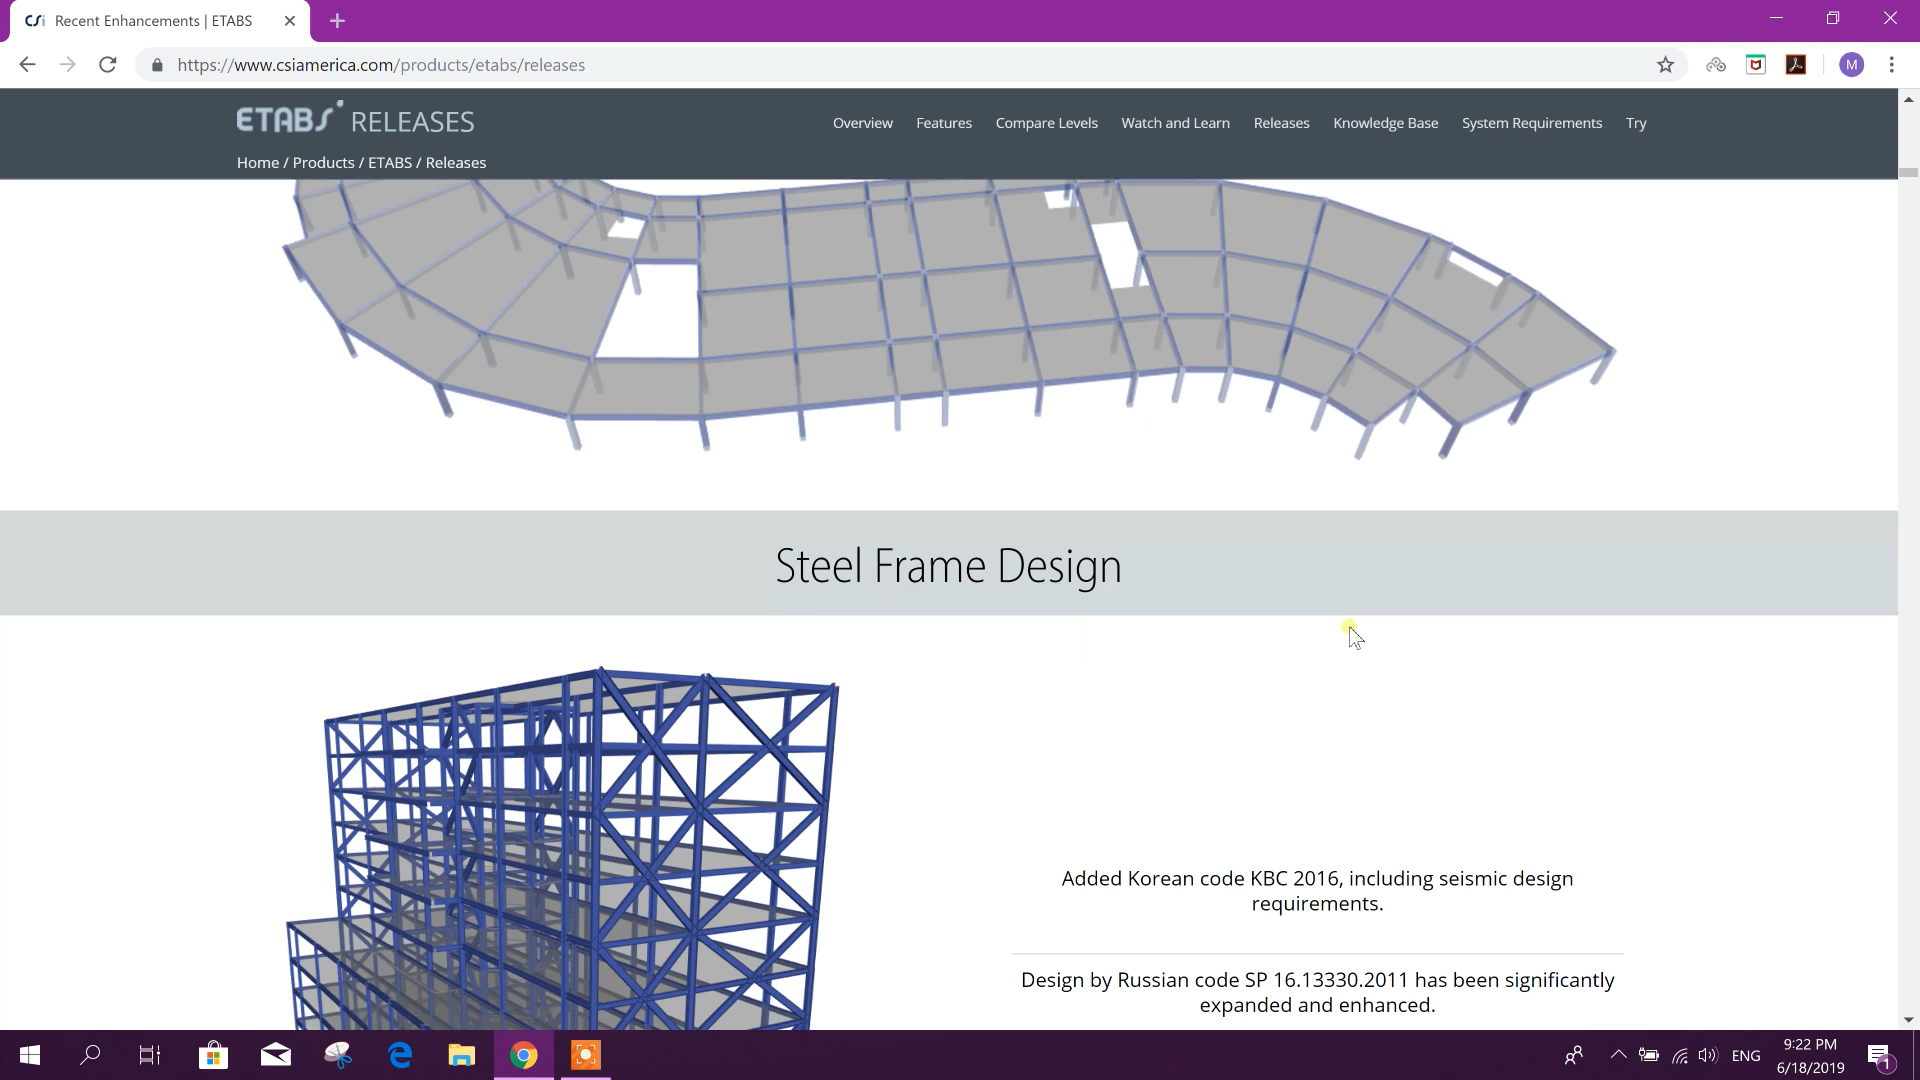 CSi Recent Enhancements | ETABS
https://www.csiamerica.com/products/etabs/releases
M
ETABS RELEASES
Overview Features Compare Levels Watch and Learn Releases Knowledge Base System Requirements Try
Home / Products / ETABS / Releases
Steel Frame Design
Added Korean code KBC 2016, including seismic design
requirements.
Design by Russian code SP 16.13330.2011 has been significantly
expanded and enhanced.
ENG
9:22 PM
6/18/2019
1